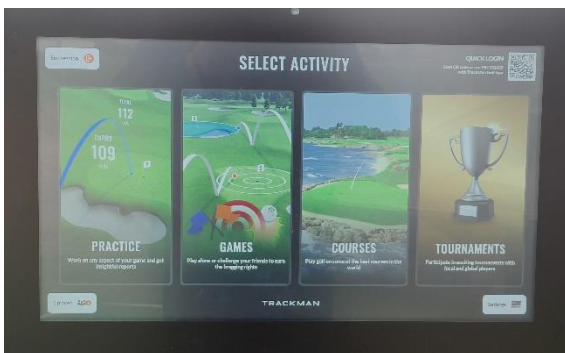 SELECT ACTIVITY
QUICK LOGIN
TOTAL
112
CARRY
109
PRACTICE
Work on any aspect of your game and get
insightful reports
GAMES
Play alone or challenge your friends to earn
the bragging rights
COURSES
Play golf on some of the best courses in the
world
TOURNAMENTS
Participate in exciting tournaments with
local and global players
TRACKMAN